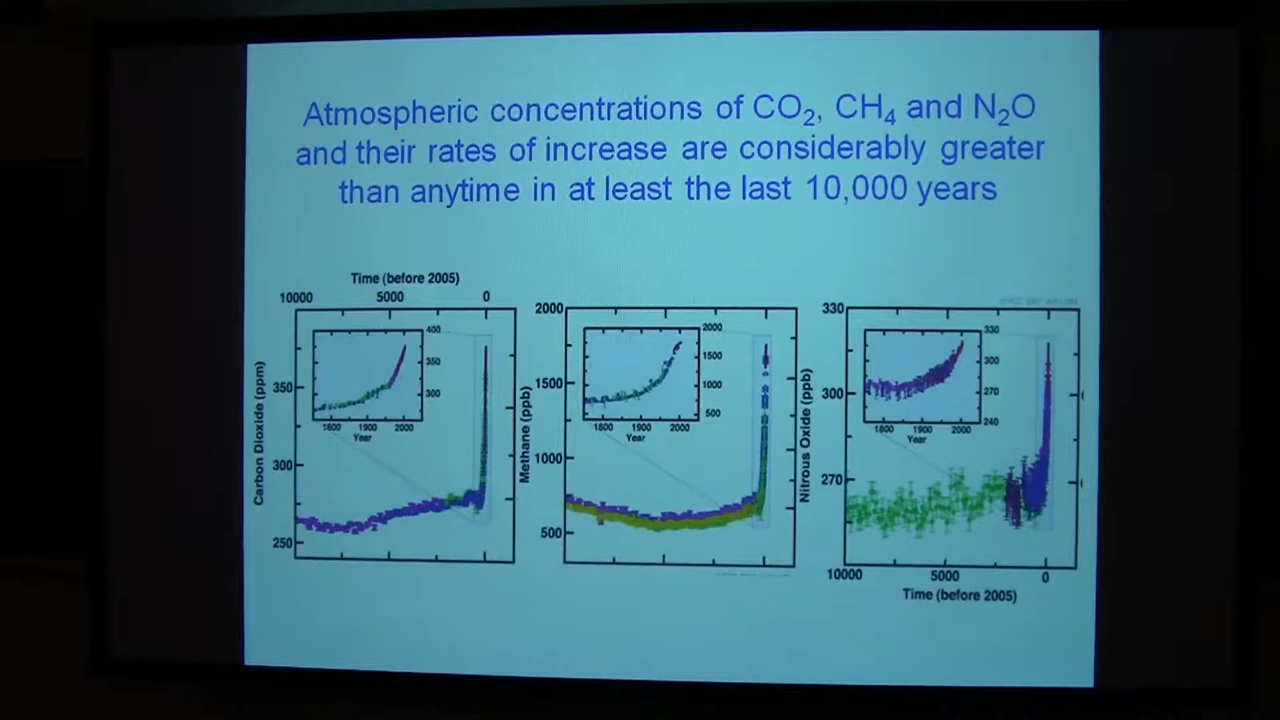 Atmospheric concentrations of CO₂, CH₄ and N₂O
and their rates of increase are considerably greater
than anytime in at least the last 10,000 years
Time (before 2005)
10000 5000 0
350
300
250
Carbon Dioxide (ppm)
400
350
300
1800 1900 2000
Year
2000
1500
1000
500
Methane (ppb)
2000
1500
1000
500
1800 1900 2000
Year
330
300
270
Nitrous Oxide (ppb)
330
300
270
240
1800 1900 2000
Year
10000 5000 0
Time (before 2005)